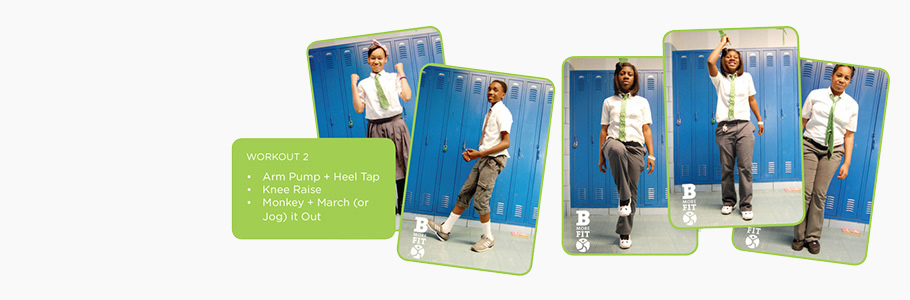 WORKOUT 2
• Arm Pump + Heel Tap
• Knee Raise
• Monkey + March (or
Jog) it Out
B
MORE
FIT
B
MORE
FIT
B
MORE
FIT
B
MORE
FIT